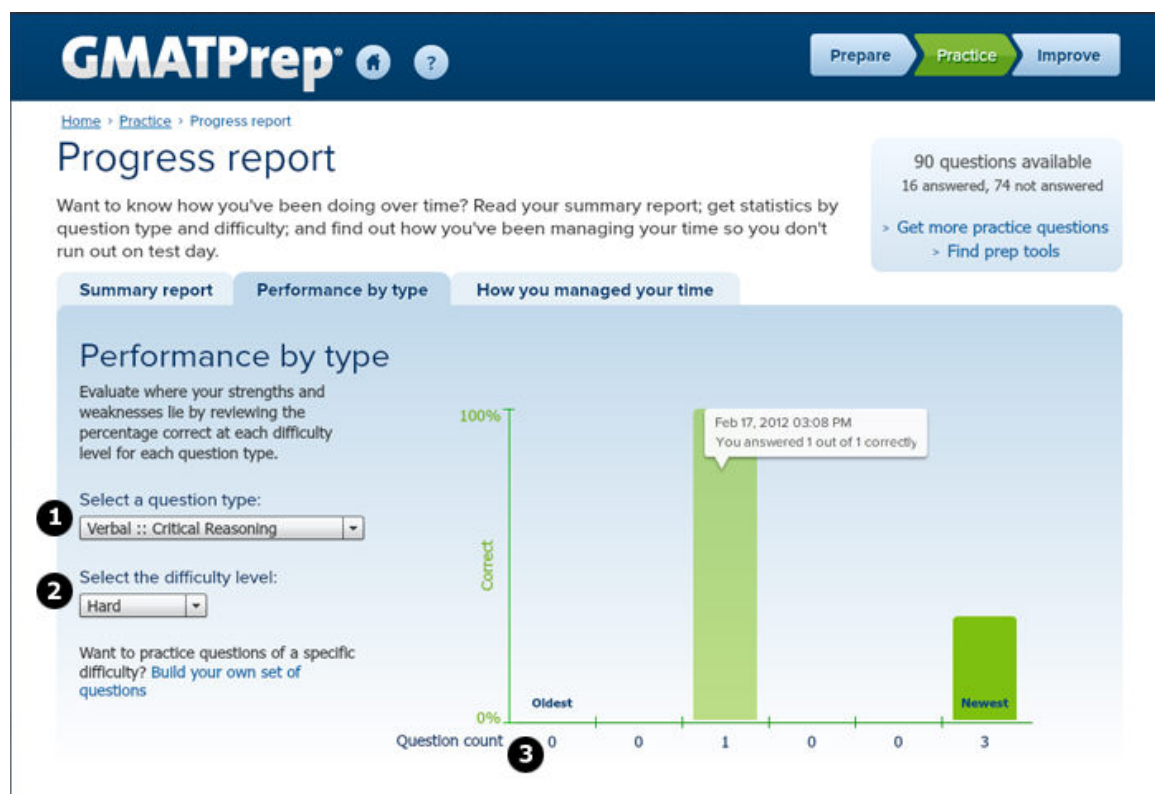 GMATPrep®
?
Prepare
Practice
Improve
Home › Practice › Progress report
Progress report
90 questions available
16 answered, 74 not answered
> Get more practice questions
> Find prep tools
Want to know how you've been doing over time? Read your summary report; get statistics by
question type and difficulty; and find out how you've been managing your time so you don't
run out on test day.
Summary report
Performance by type
How you managed your time
Performance by type
Evaluate where your strengths and
weaknesses lie by reviewing the
percentage correct at each difficulty
level for each question type.
1
Select a question type:
Verbal :: Critical Reasoning
2
Select the difficulty level:
Hard
Want to practice questions of a specific
difficulty? Build your own set of
questions
100%
Feb 17, 2012 03:08 PM
You answered 1 out of 1 correctly
Correct
Oldest
Newest
0%
Question count
3
0 0 1 0 0 3